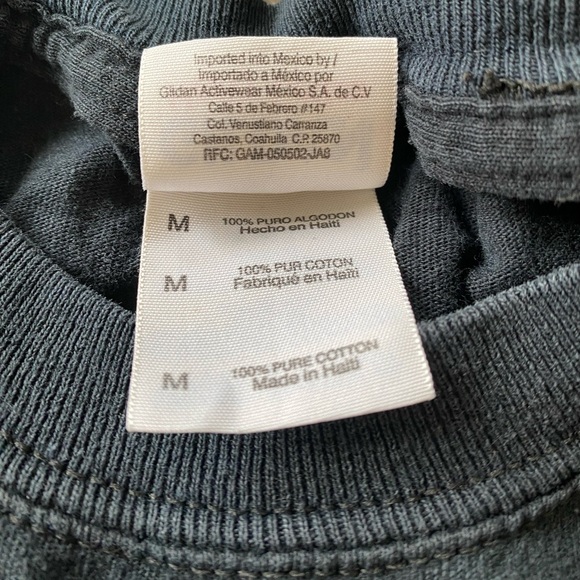 Imported into Mexico by /
Importado a México por
Gildan Activewear México S.A. de C.V
Calle 5 de Febrero #147
Col. Venustiano Carranza
Castanos, Coahuila C.P. 25870
RFC: GAM-050502-JA8
M 100% PURO ALGODON
Hecho en Haiti
M 100% PUR COTON
Fabriqué en Haïti
M 100% PURE COTTON
Made in Haiti